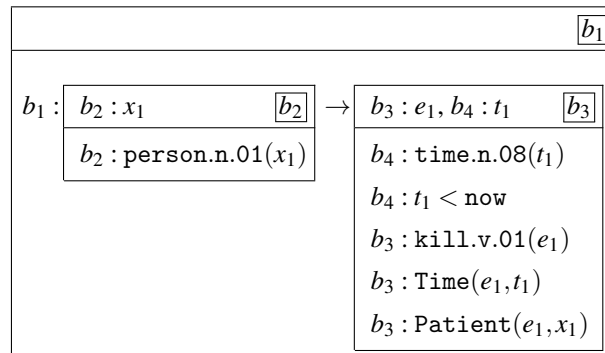 b₁
b₁ : b₂ : x₁ b₂ → b₃ : e₁, b₄ : t₁ b₃
b₂ : person.n.01(x₁) b₄ : time.n.08(t₁)
b₄ : t₁ < now
b₃ : kill.v.01(e₁)
b₃ : Time(e₁,t₁)
b₃ : Patient(e₁,x₁)